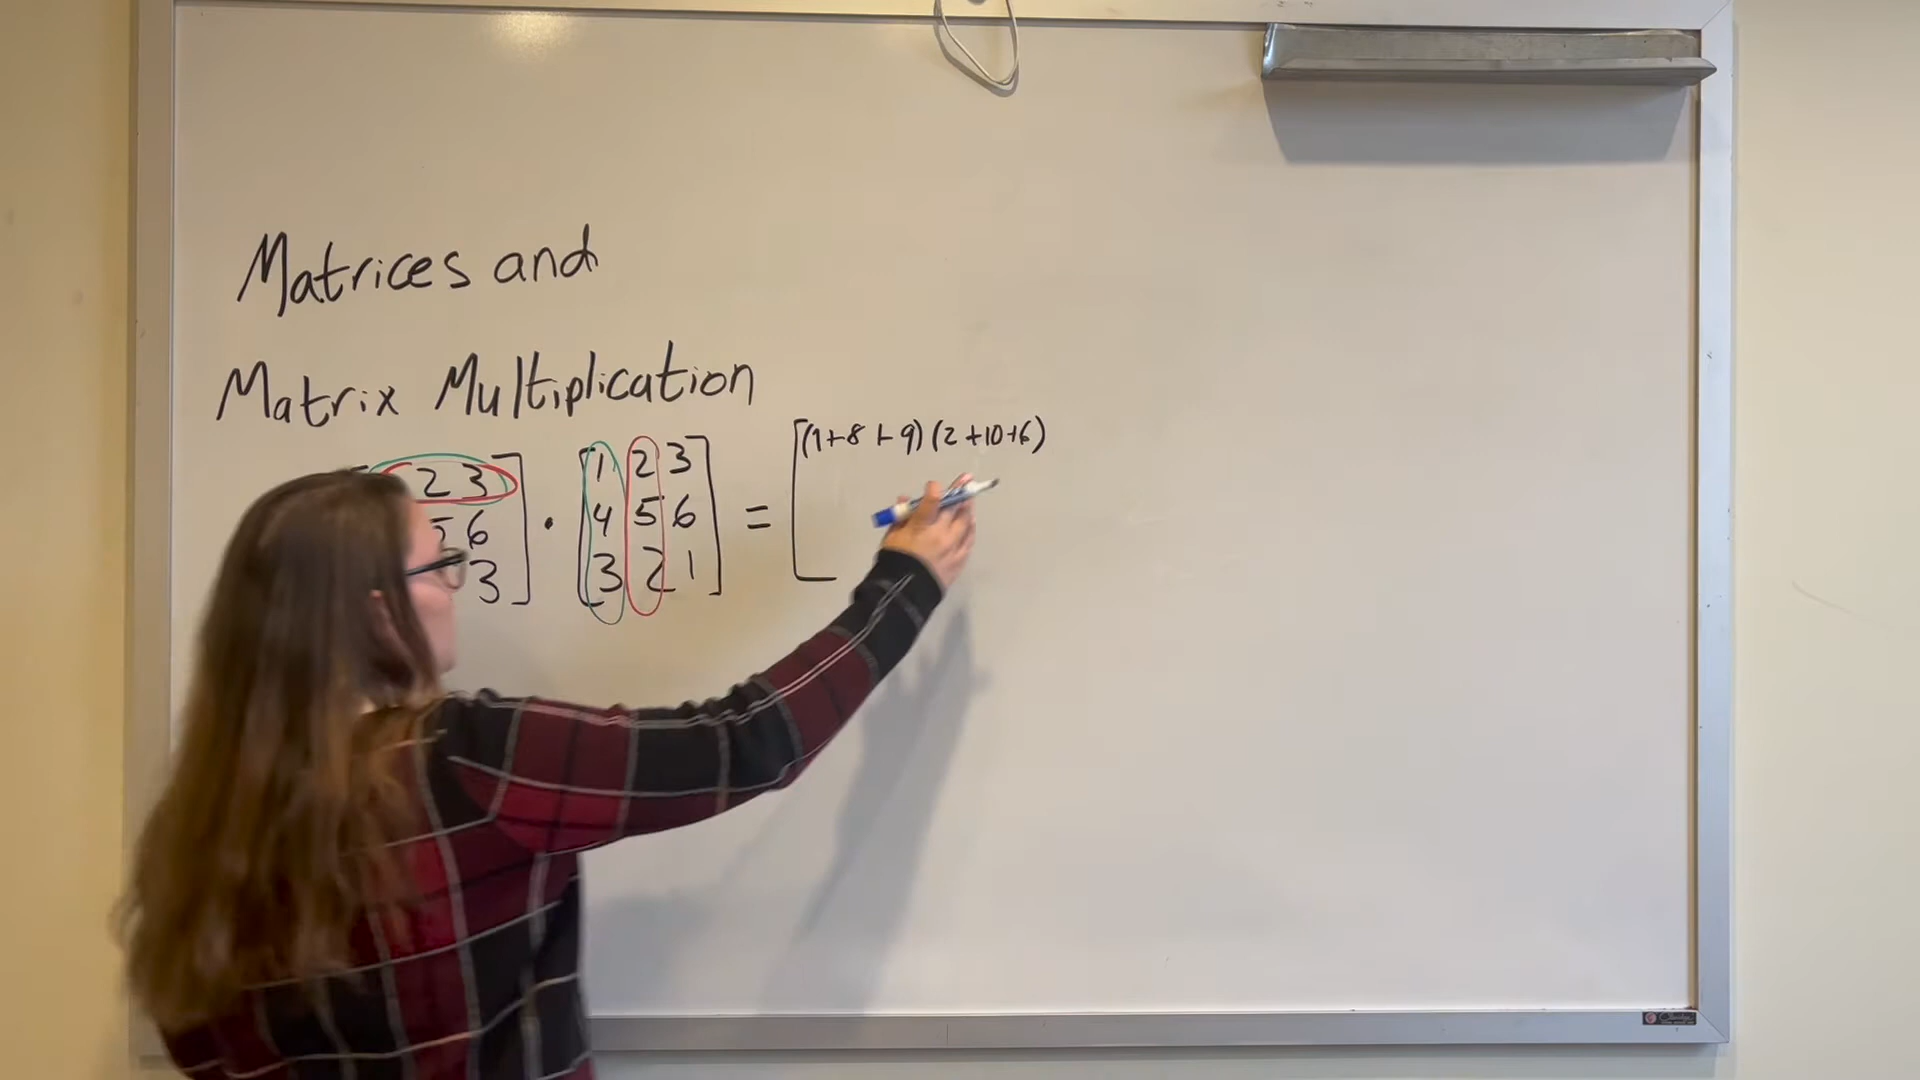 Matrices and
Matrix Multiplication
[ 2 3] [1 2 3] [(1+8+9)(2+10+6)
5 6] · [4 5 6] =
3] [3 2 1]